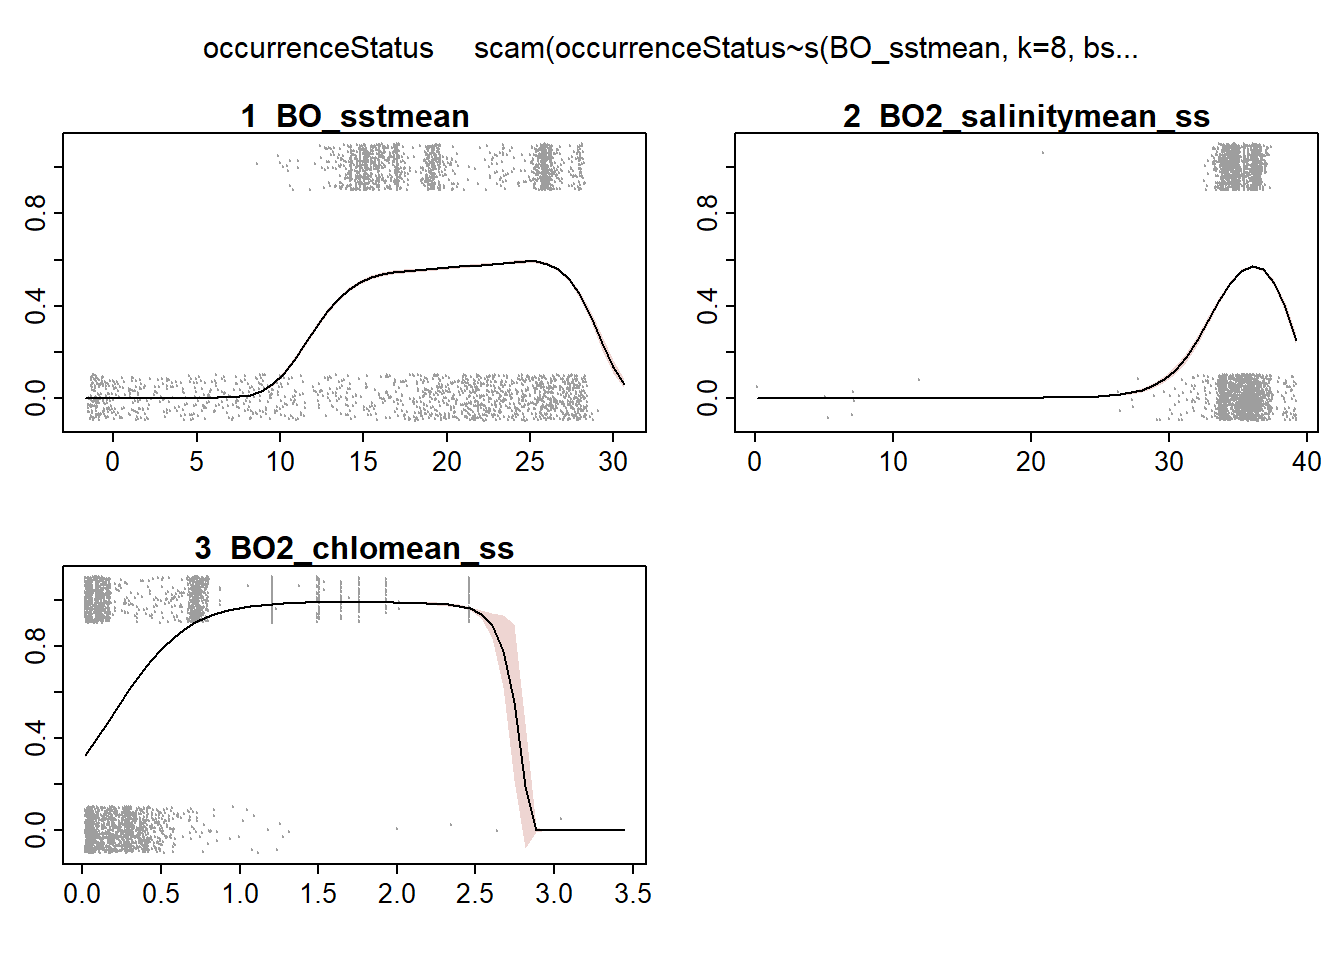 occurrenceStatus scam(occurrenceStatus~s(BO_sstmean, k=8, bs...
1 BO_sstmean
0.8
0.4
0.0
0 5 10 15 20 25 30
2 BO2_salinitymean_ss
0.8
0.4
0.0
0 10 20 30 40
3 BO2_chlomean_ss
0.8
0.4
0.0
0.0 0.5 1.0 1.5 2.0 2.5 3.0 3.5